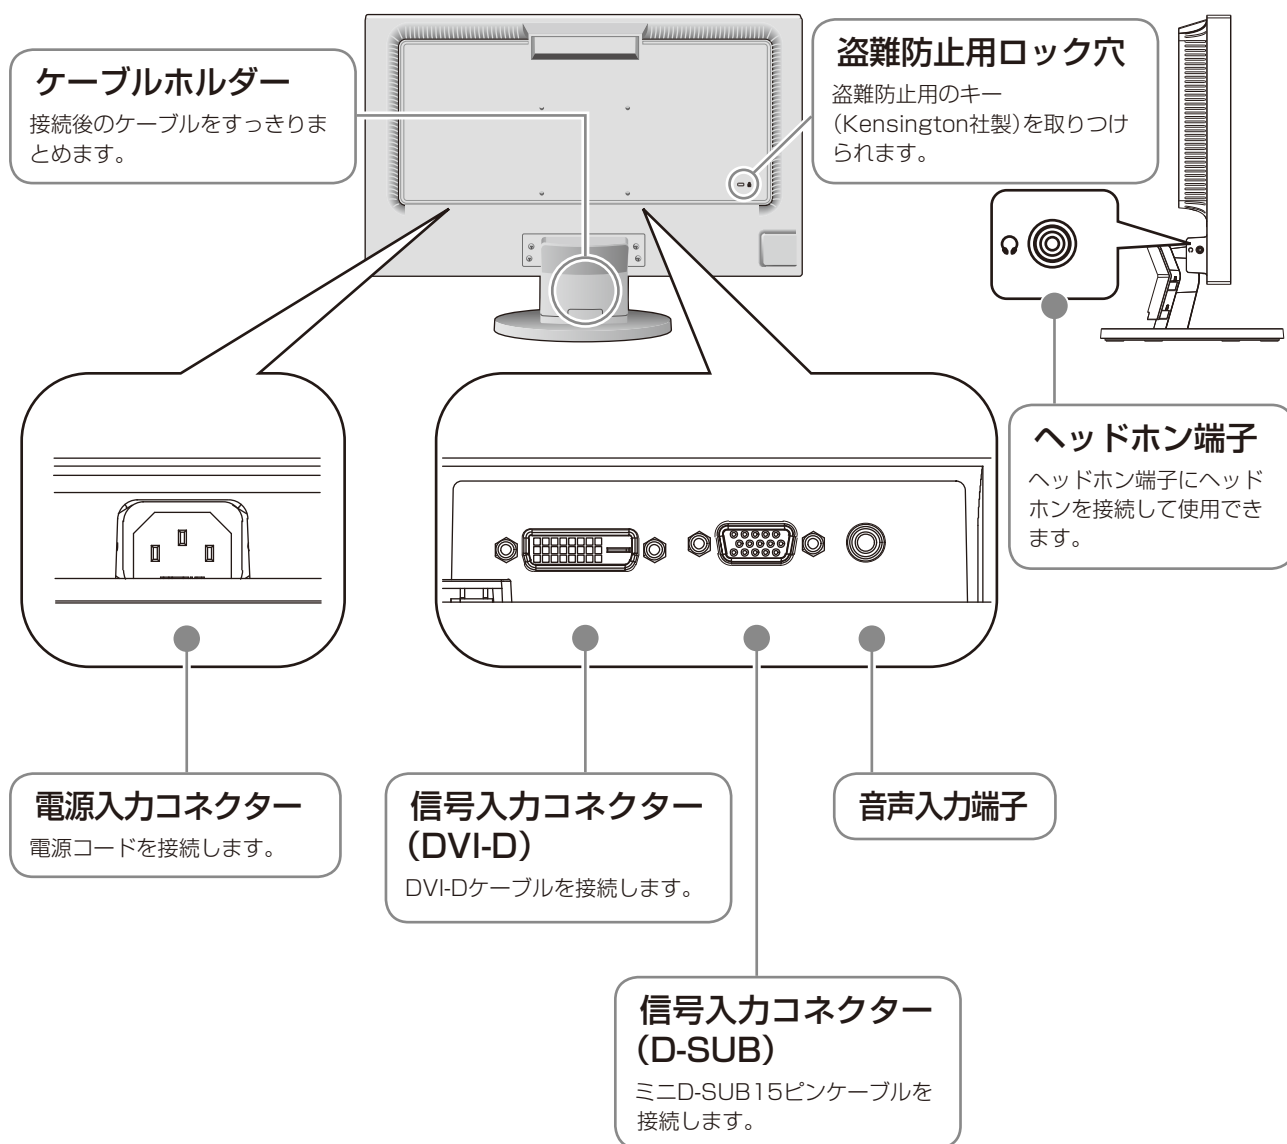 ケーブルホルダー
接続後のケーブルをすっきりま
とめます。
盗難防止用ロック穴
盗難防止用のキー
（Kensington社製）を取りつけ
られます。
ヘッドホン端子
ヘッドホン端子にヘッド
ホンを接続して使用でき
ます。
電源入力コネクター
電源コードを接続します。
信号入力コネクター
（DVI-D）
DVI-Dケーブルを接続します。
音声入力端子
信号入力コネクター
（D-SUB）
ミニD-SUB15ピンケーブルを
接続します。